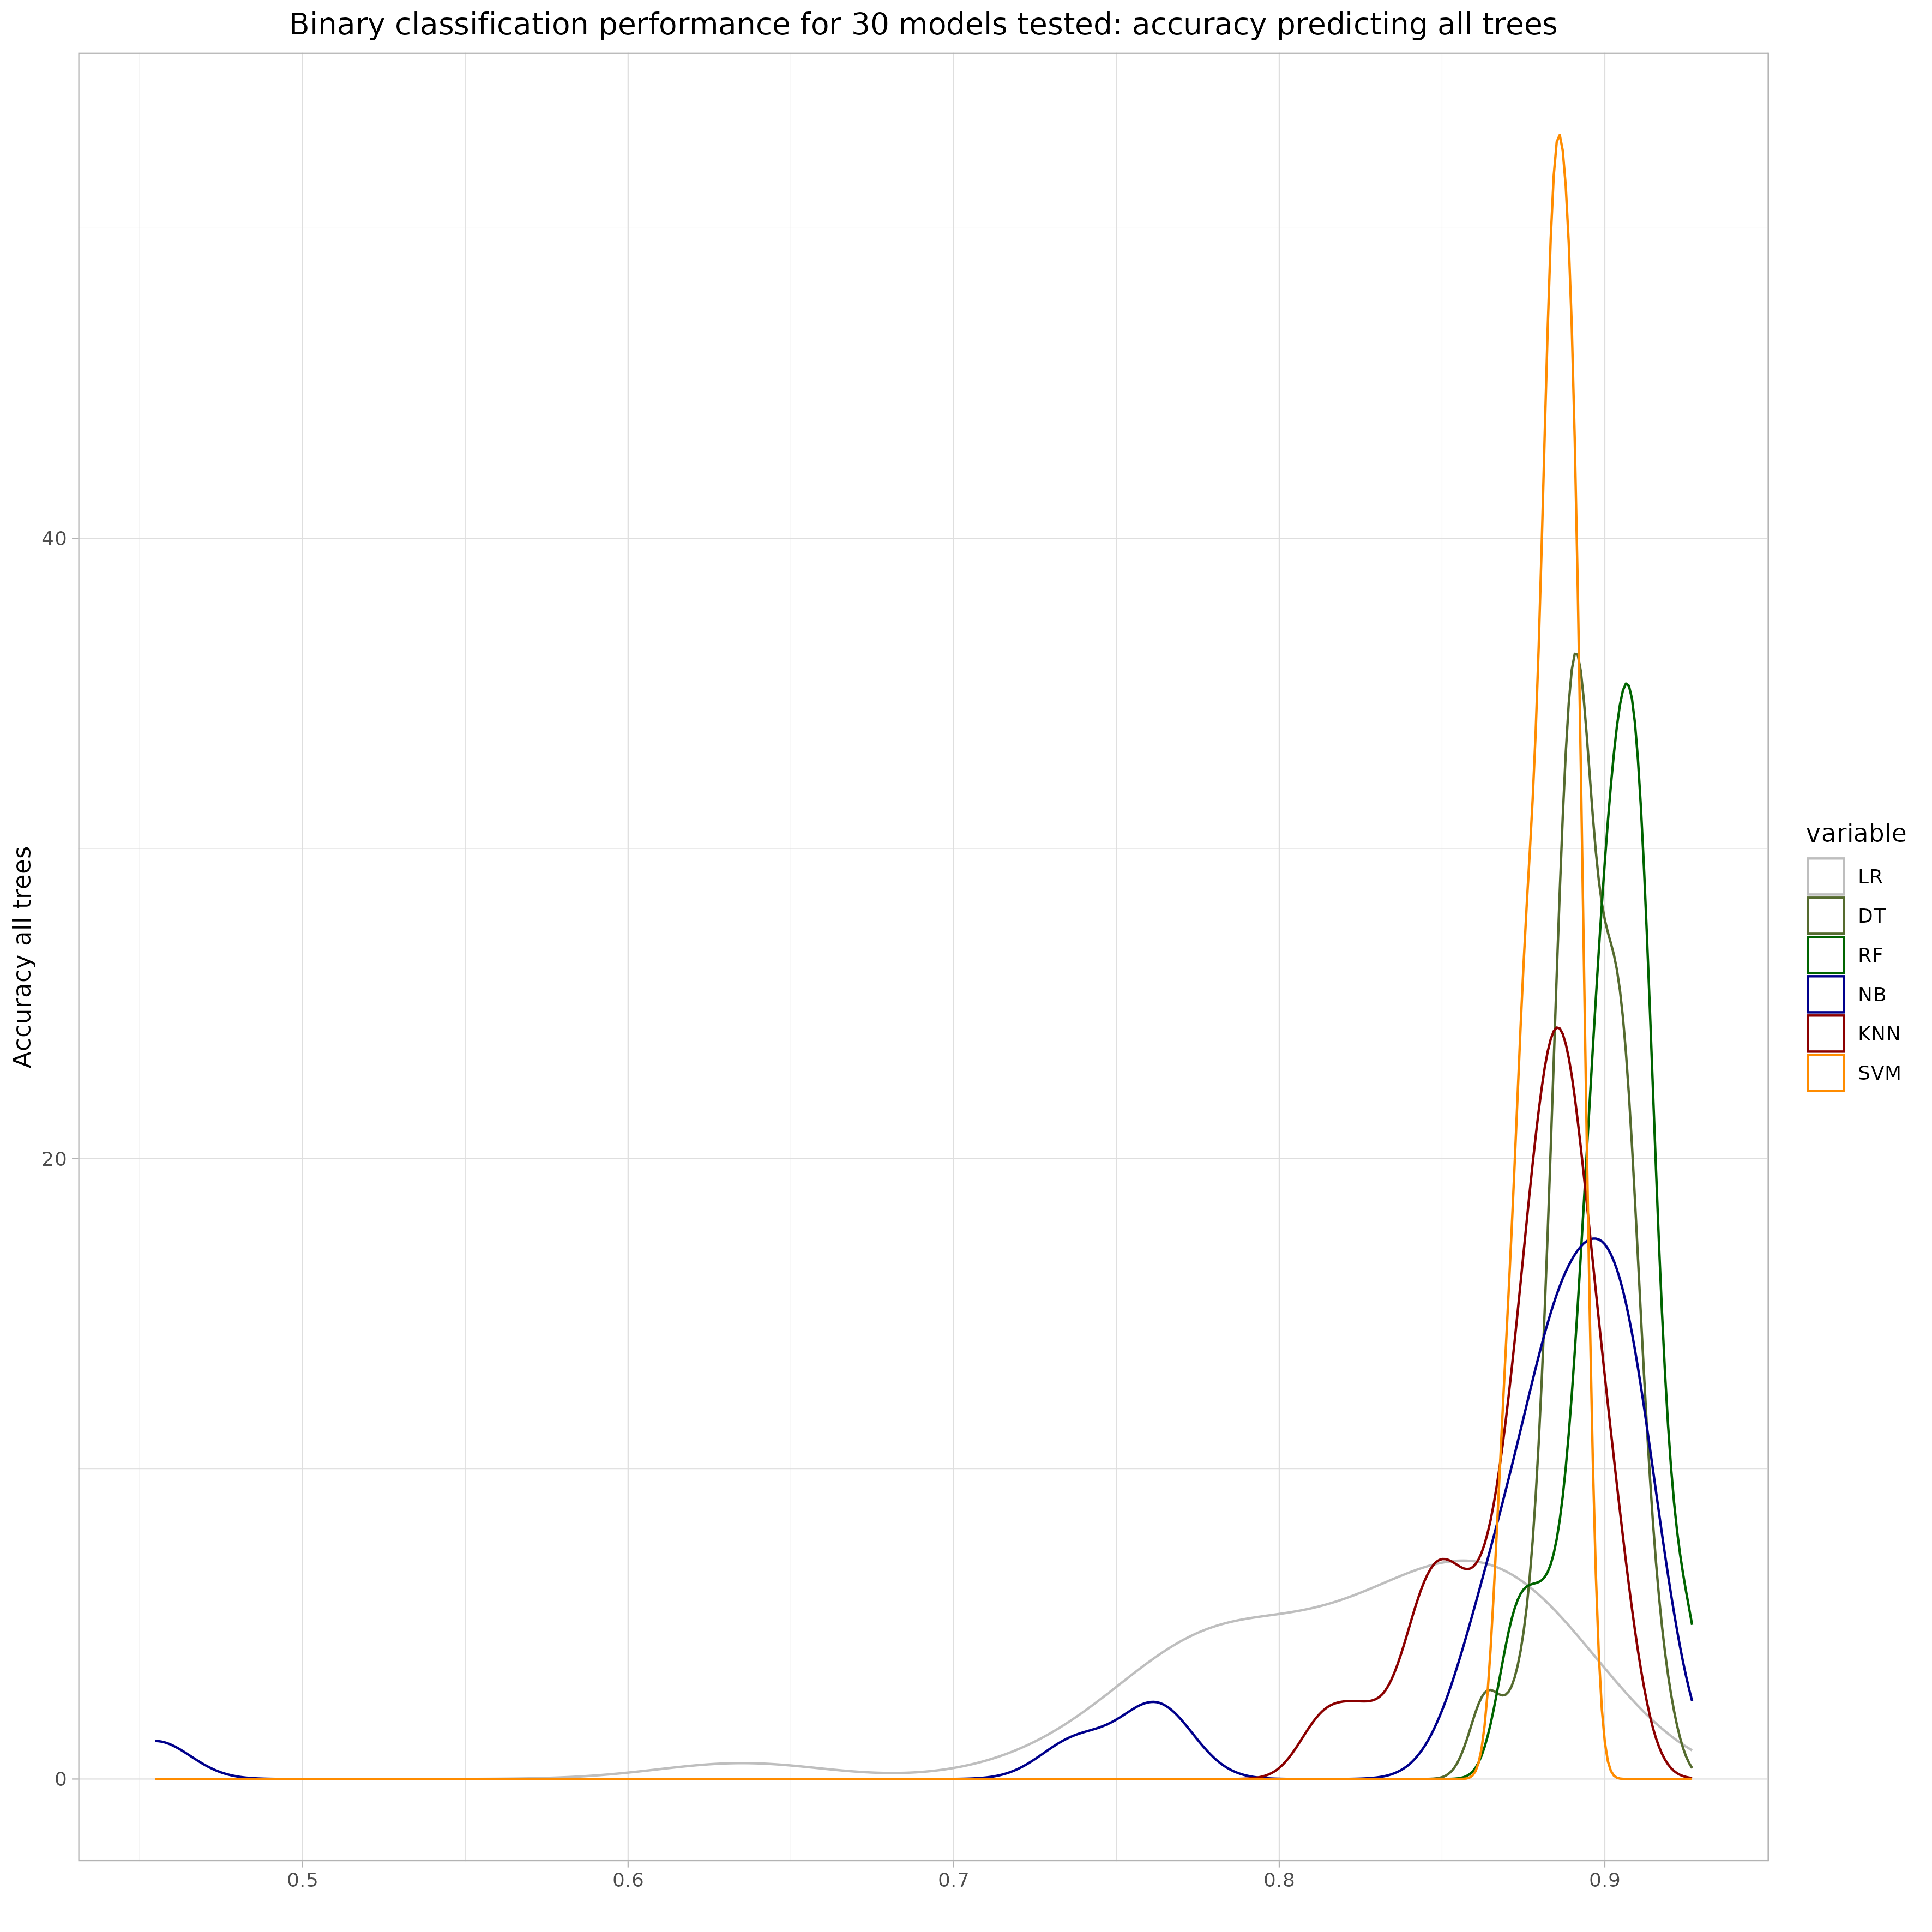 Binary classification performance for 30 models tested: accuracy predicting all trees
Accuracy all trees
40
20
0
0.5 0.6 0.7 0.8 0.9
variable
LR
DT
RF
NB
KNN
SVM